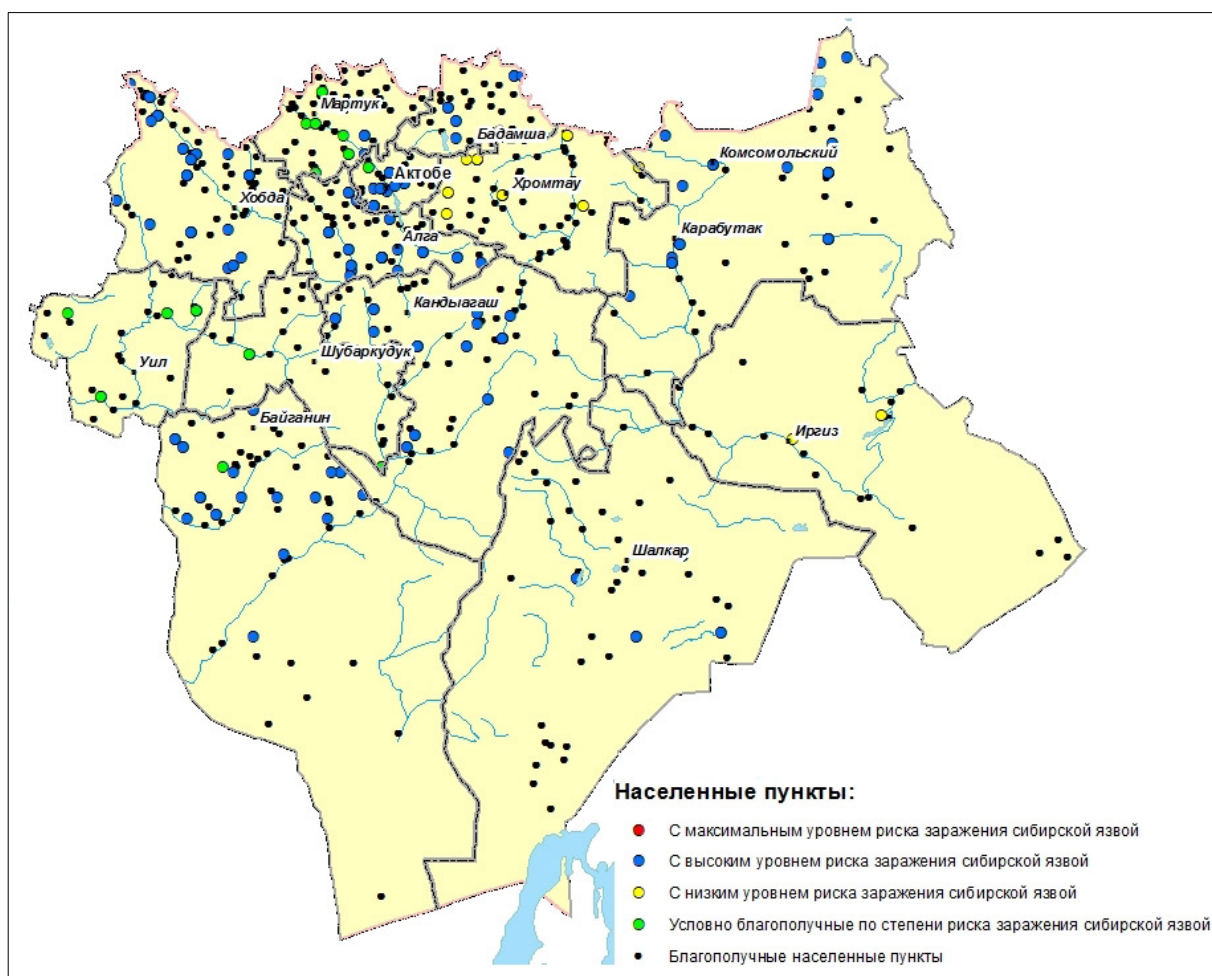 Мартук
Бадамша
Комсомольский
Актобе
Хромтау
Хобда
Карабутак
Алга
Кандыагаш
Шубаркудук
Уил
Байганин
Иргиз
Шалкар
Населенные пункты:
С максимальным уровнем риска заражения сибирской язвой
С высоким уровнем риска заражения сибирской язвой
С низким уровнем риска заражения сибирской язвой
Условно благополучные по степени риска заражения сибирской язвой
Благополучные населенные пункты